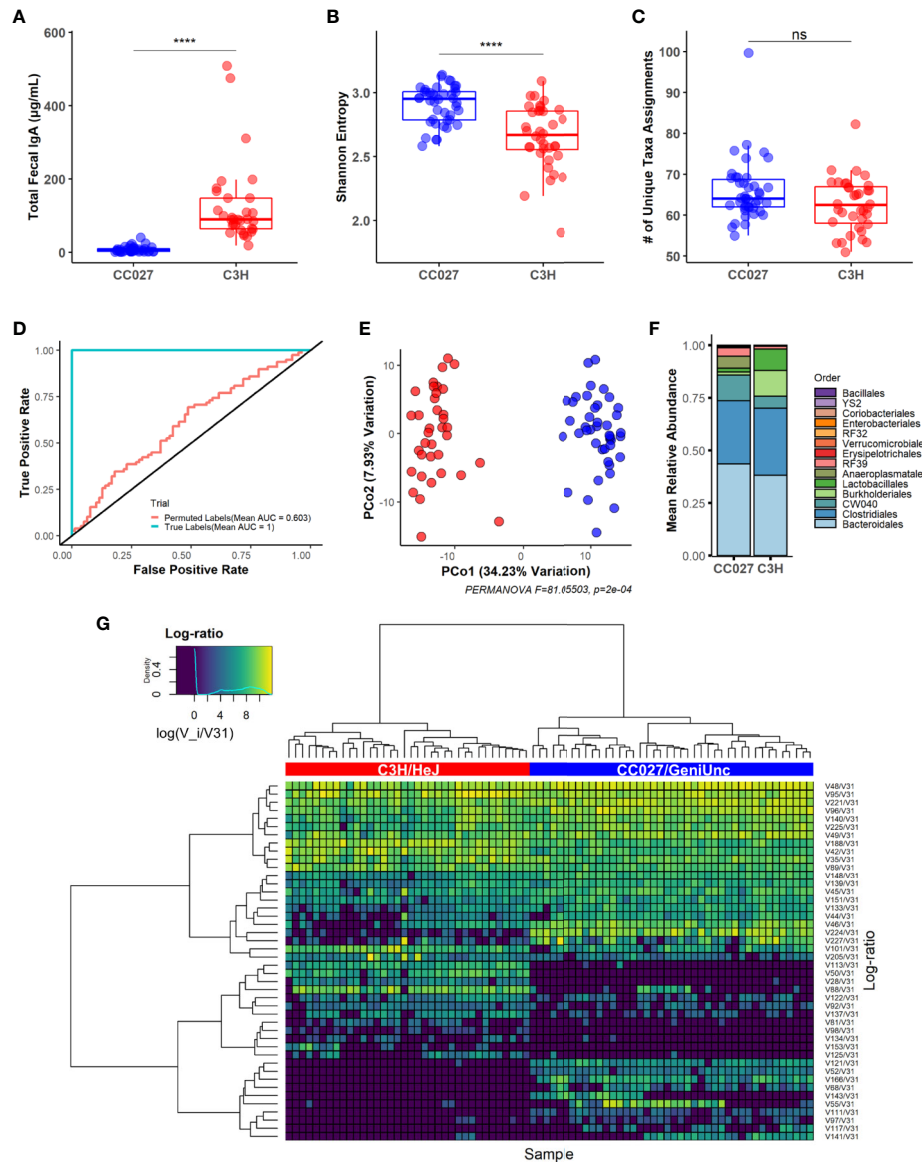 A
B
C
Total Fecal IgA (µg/mL)
600
400
200
0
****
CC027
C3H
Shannon Entropy
3.0
2.5
2.0
****
CC027
C3H
# of Unique Taxa Assignments
100
90
80
70
60
50
ns
CC027
C3H
D
E
F
True Positive Rate
1.00
0.75
0.50
0.25
0.00
Trial
Permuted Labels(Mean AUC = 0.603)
True Labels(Mean AUC = 1)
0.00
0.25
0.50
0.75
1.00
False Positive Rate
PCo2 (7.93% Variation)
10
0
-10
-10
0
10
PCo1 (34.23% Variation)
PERMANOVA F=81.65503, p=2e-04
Mean Relative Abundance
1.00
0.75
0.50
0.25
0.00
CC027
C3H
Order
Bacillales
YS2
Coriobacteriales
Enterobacteriales
RF32
Verrucomicrobiale
Erysipelotrichales
RF39
Anaeroplasmatale
Lactobacillales
Burkholderiales
CW040
Clostridiales
Bacteroidales
G
Log-ratio
Density
0.4
0
0
4
8
log(V_i/V31)
C3H/HeJ
CC027/GeniUnc
V48/V31
V95/V31
V221/V31
V96/V31
V140/V31
V225/V31
V49/V31
V188/V31
V42/V31
V35/V31
V89/V31
V148/V31
V139/V31
V45/V31
V151/V31
V133/V31
V44/V31
V46/V31
V224/V31
V227/V31
V101/V31
V205/V31
V113/V31
V50/V31
V28/V31
V88/V31
V122/V31
V92/V31
V137/V31
V81/V31
V98/V31
V134/V31
V153/V31
V125/V31
V121/V31
V52/V31
V166/V31
V68/V31
V143/V31
V55/V31
V111/V31
V97/V31
V117/V31
V141/V31
Log-ratio
Sample